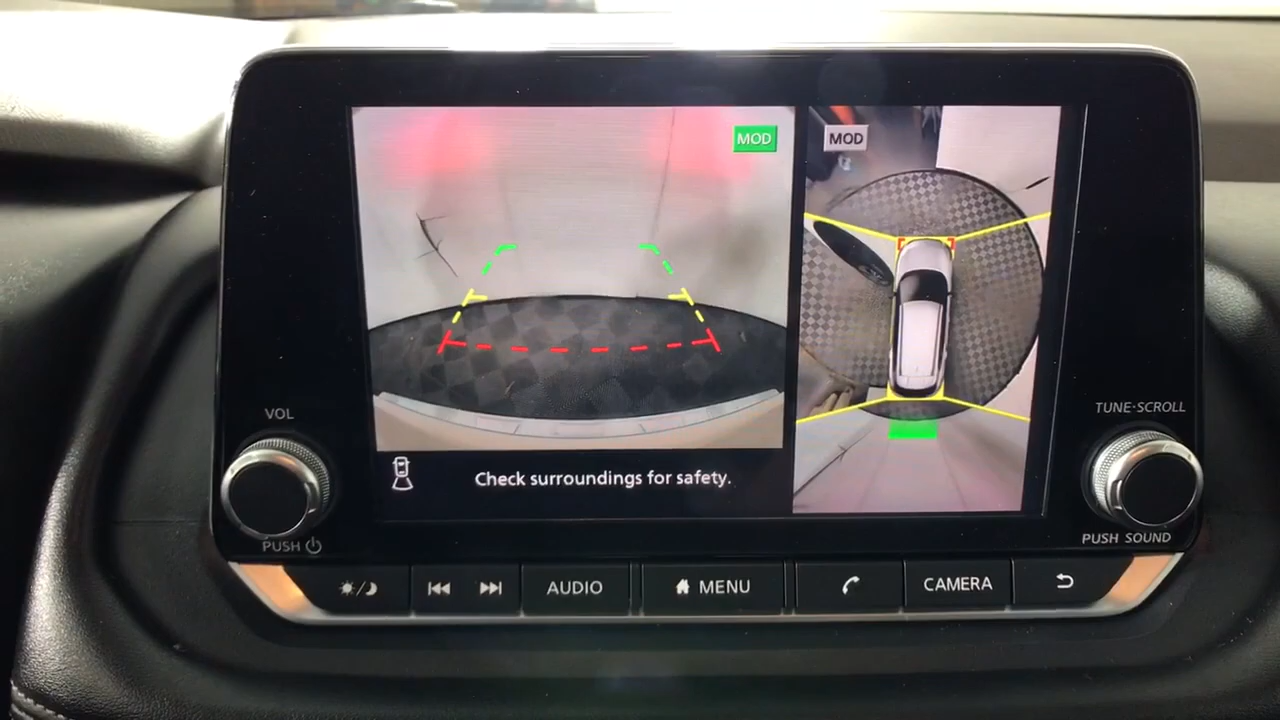 MOD
MOD
Check surroundings for safety.
VOL
PUSH
TUNE·SCROLL
PUSH SOUND
AUDIO
MENU
CAMERA